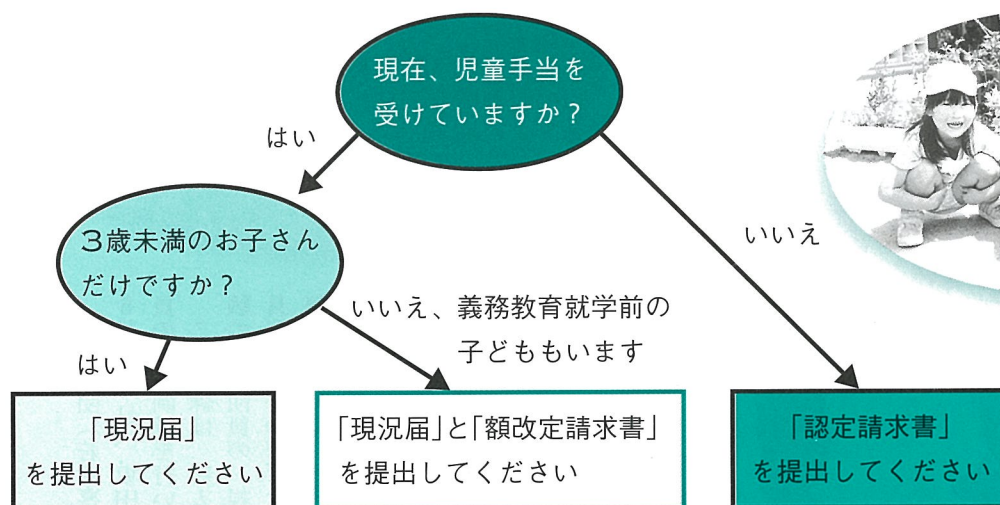 現在、児童手当を
受けていますか？
はい
いいえ
3歳未満のお子さん
だけですか？
いいえ、義務教育就学前の
子どももいます
はい
「現況届」
を提出してください
「現況届」と「額改定請求書」
を提出してください
「認定請求書」
を提出してください